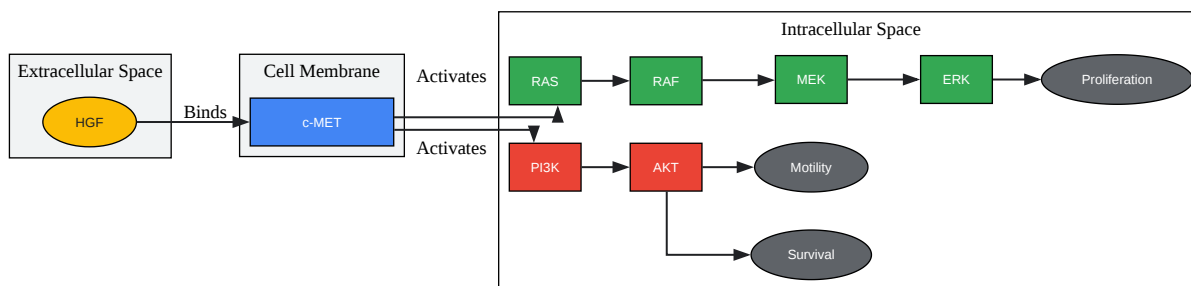 Intracellular Space
Extracellular Space
Cell Membrane
Activates
RAS
RAF
MEK
ERK
Proliferation
HGF
Binds
c-MET
Activates
PI3K
AKT
Motility
Survival